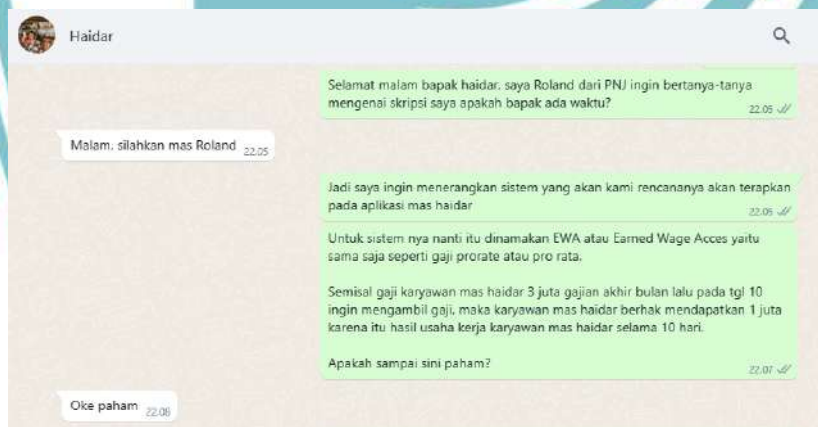 Haidar
Selamat malam bapak haidar, saya Roland dari PNJ ingin bertanya-tanya
mengenai skripsi saya apakah bapak ada waktu?
22.05
Malam, silahkan mas Roland 22.05
Jadi saya ingin menerangkan sistem yang akan kami rencananya akan terapkan
pada aplikasi mas haidar
22.06
Untuk sistem nya nanti itu dinamakan EWA atau Earned Wage Acces yaitu
sama saja seperti gaji prorate atau pro rata.
Semisal gaji karyawan mas haidar 3 juta gajian akhir bulan lalu pada tgl 10
ingin mengambil gaji, maka karyawan mas haidar berhak mendapatkan 1 juta
karena itu hasil usaha kerja karyawan mas haidar selama 10 hari.
Apakah sampai sini paham?
22.07
Oke paham 22.08